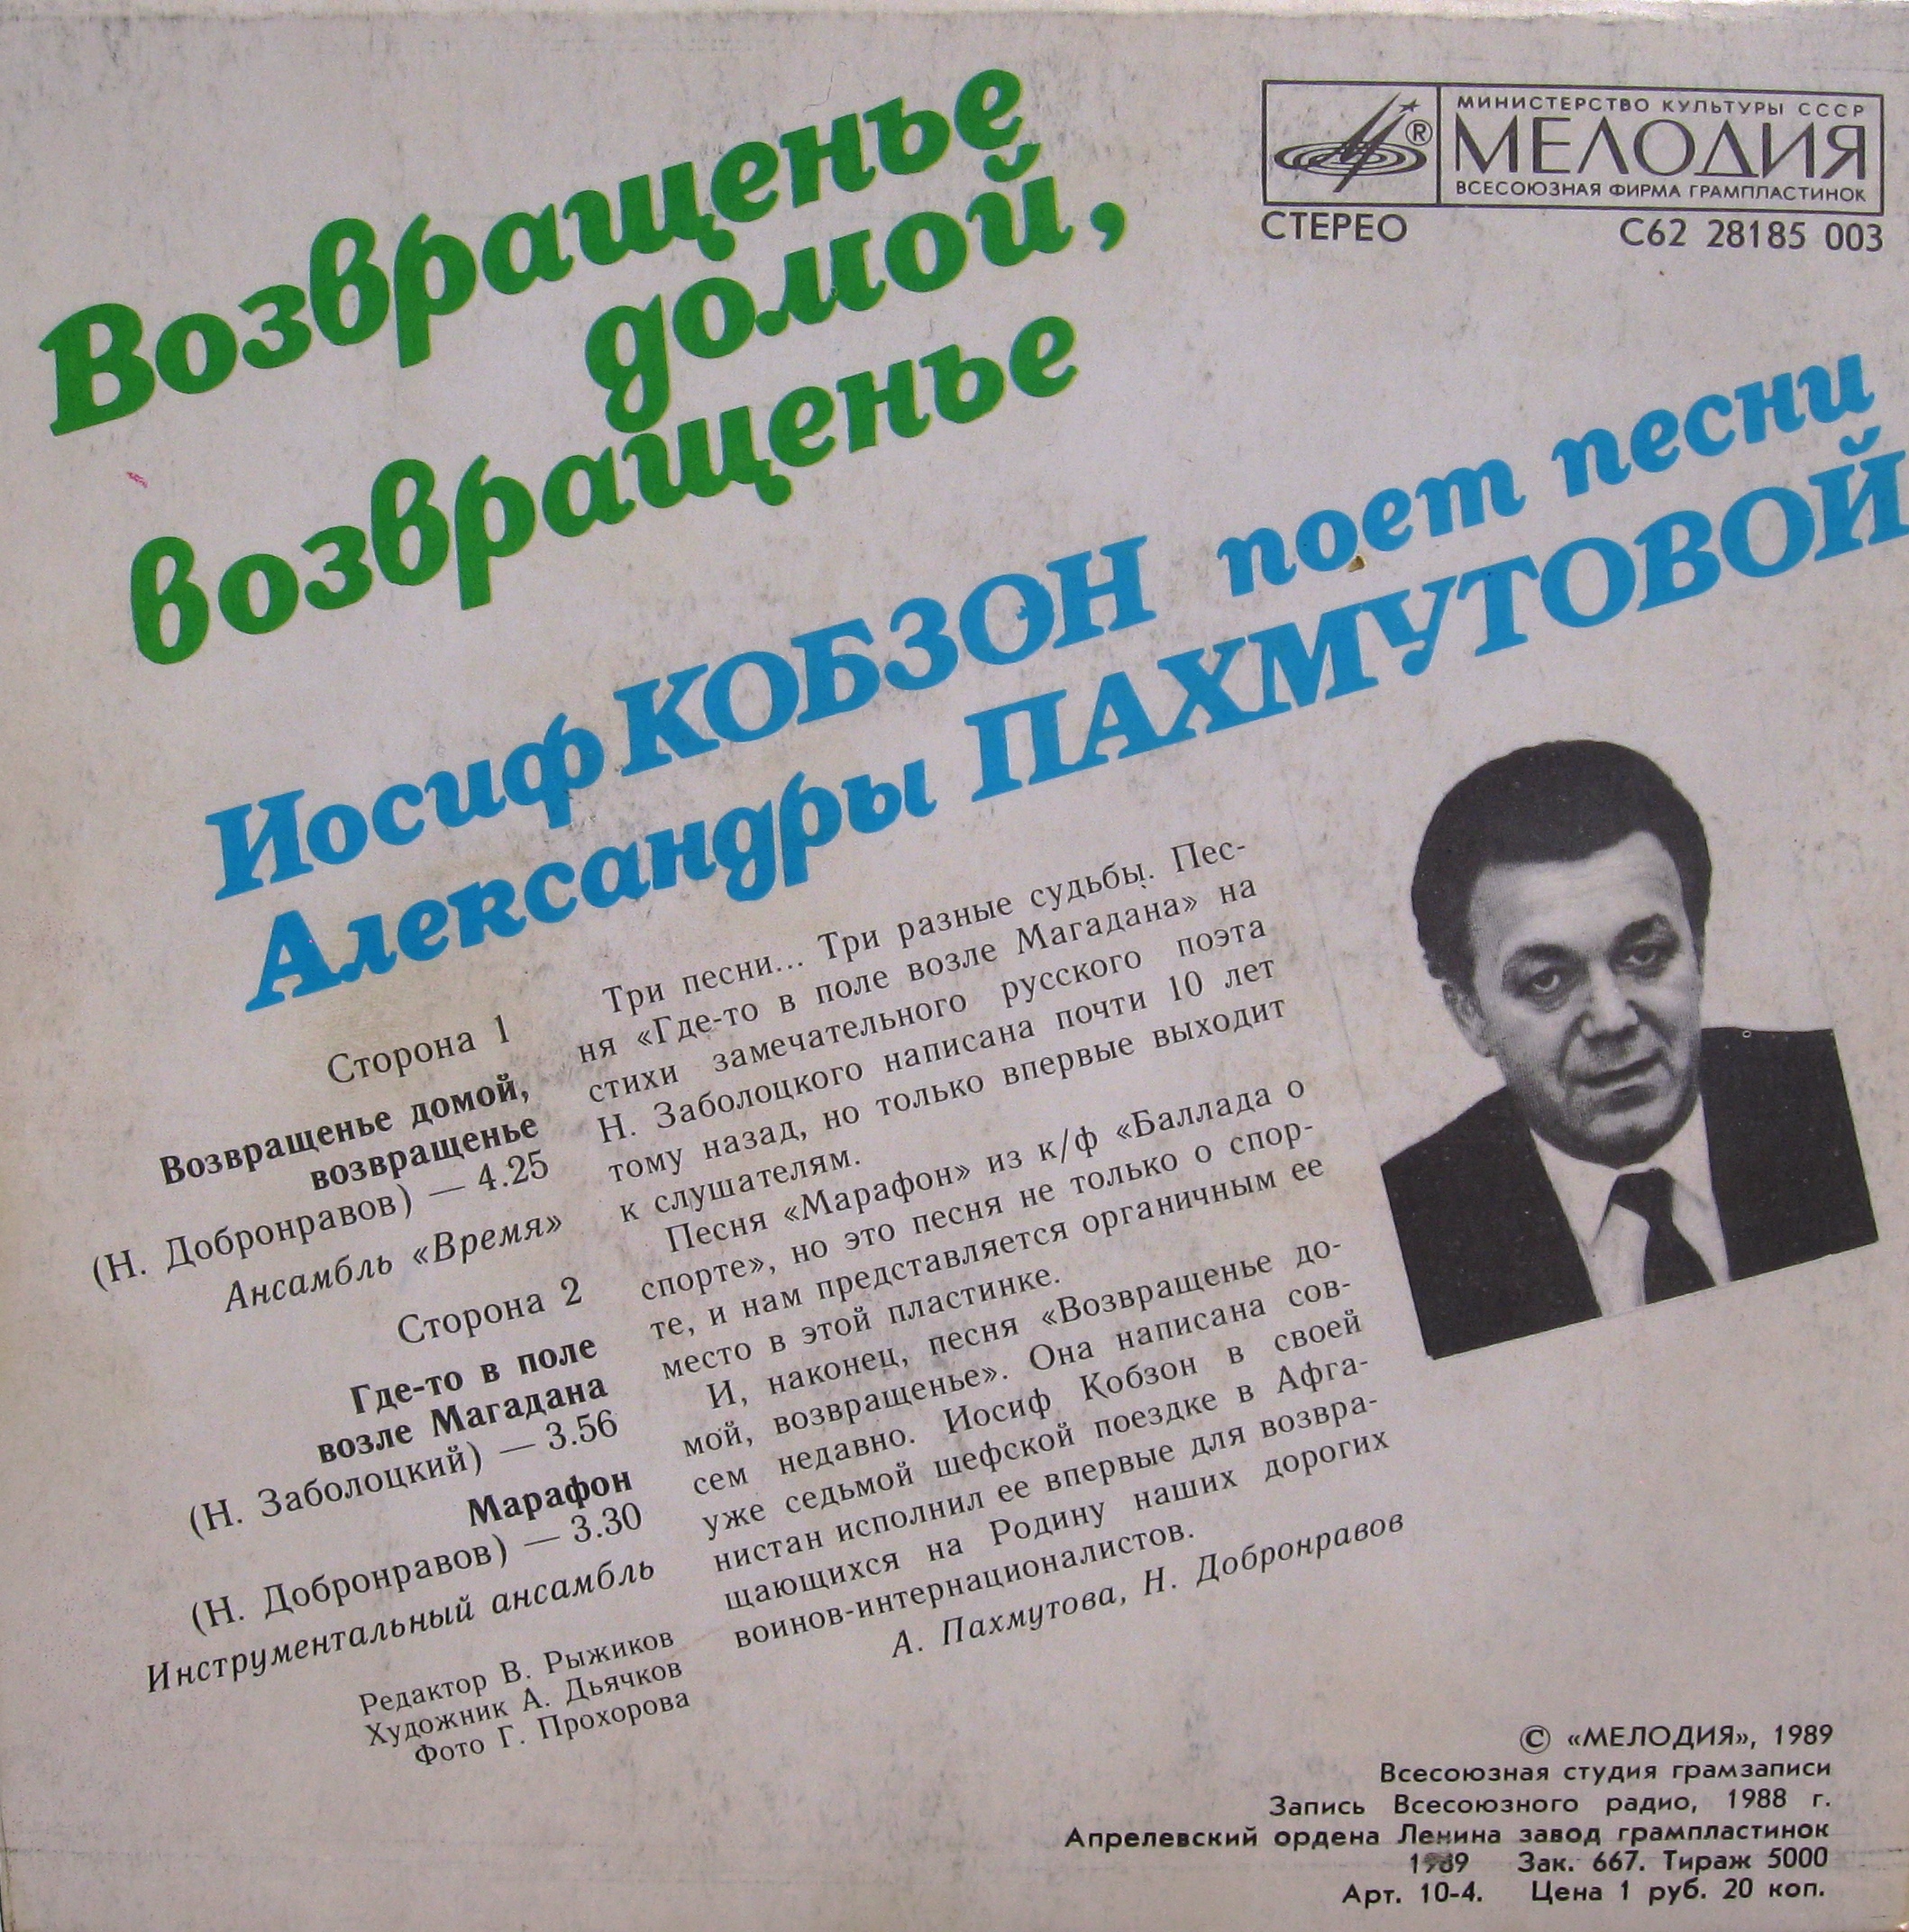 МИНИСТЕРСТВО КУЛЬТУРЫ СССР
МЕЛОДИЯ
ВСЕСОЮЗНАЯ ФИРМА ГРАМПЛАСТИНОК
®
СТЕРЕО
С62 28185 003
Возвращенье
домой,
возвращенье
Иосиф КОБЗОН поет песни
Александры ПАХМУТОВОЙ
Сторона 1
Возвращенье домой,
возвращенье
(Н. Добронравов) — 4.25
Ансамбль «Время»
Сторона 2
Где-то в поле
возле Магадана
(Н. Заболоцкий) — 3.56
Марафон
(Н. Добронравов) — 3.30
Инструментальный ансамбль
Редактор В. Рыжиков
Художник А. Дьячков
Фото Г. Прохорова
Три песни... Три разные судьбы. Пес-
ня «Где-то в поле возле Магадана» на
стихи замечательного русского поэта
Н. Заболоцкого написана почти 10 лет
тому назад, но только впервые выходит
к слушателям.
Песня «Марафон» из к/ф «Баллада о
спорте», но это песня не только о спор-
те, и нам представляется органичным ее
место в этой пластинке.
И, наконец, песня «Возвращенье до-
мой, возвращенье». Она написана сов-
сем недавно. Иосиф Кобзон в своей
уже седьмой шефской поездке в Афга-
нистан исполнил ее впервые для возвра-
щающихся на Родину наших дорогих
воинов-интернационалистов.
А. Пахмутова, Н. Добронравов
© «МЕЛОДИЯ», 1989
Всесоюзная студия грамзаписи
Запись Всесоюзного радио, 1988 г.
Апрелевский ордена Ленина завод грампластинок
1989 Зак. 667. Тираж 5000
Арт. 10-4. Цена 1 руб. 20 коп.